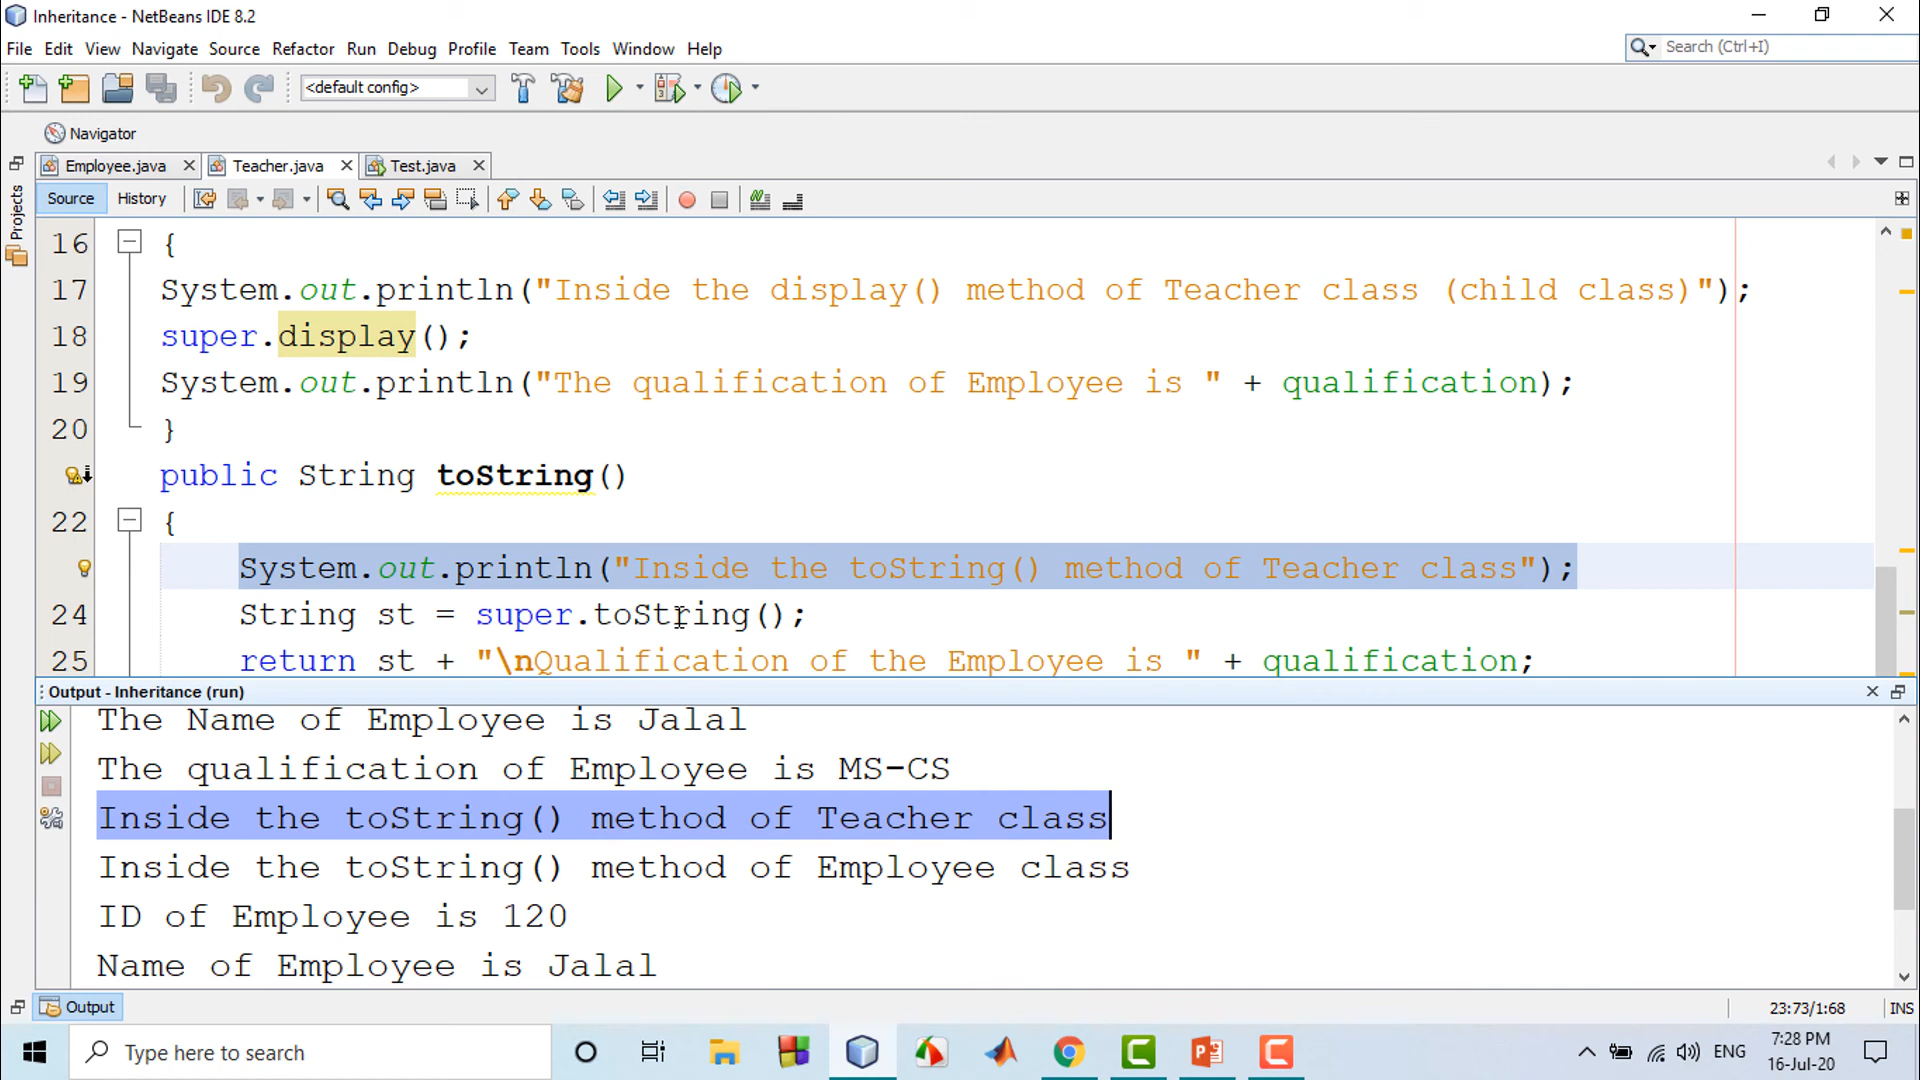 Inheritance - NetBeans IDE 8.2
File Edit View Navigate Source Refactor Run Debug Profile Team Tools Window Help
Search (Ctrl+I)
<default config>
Navigator
Projects
Employee.java Teacher.java Test.java
Source History
16 {
17 System.out.println("Inside the display() method of Teacher class (child class)");
18 super.display();
19 System.out.println("The qualification of Employee is " + qualification);
20 }
public String toString()
22 {
System.out.println("Inside the toString() method of Teacher class");
24 String st = super.toString();
25 return st + "\nQualification of the Employee is " + qualification;
Output - Inheritance (run)
The Name of Employee is Jalal
The qualification of Employee is MS-CS
Inside the toString() method of Teacher class
Inside the toString() method of Employee class
ID of Employee is 120
Name of Employee is Jalal
Output
23:73/1:68 INS
Type here to search
ENG
7:28 PM
16-Jul-20